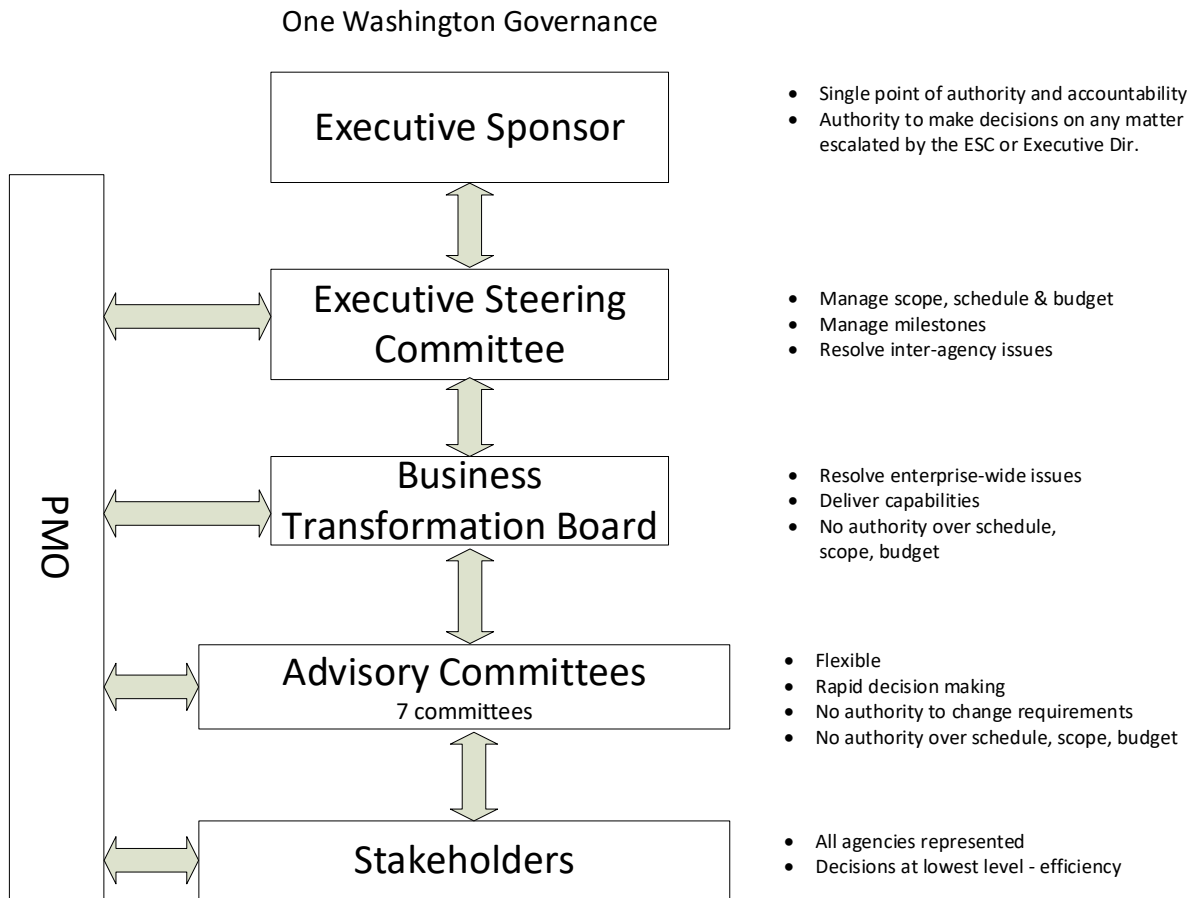 One Washington Governance
Executive Sponsor
• Single point of authority and accountability
• Authority to make decisions on any matter
escalated by the ESC or Executive Dir.
Executive Steering
Committee
• Manage scope, schedule & budget
• Manage milestones
• Resolve inter-agency issues
PMO
Business
Transformation Board
• Resolve enterprise-wide issues
• Deliver capabilities
• No authority over schedule,
scope, budget
Advisory Committees
7 committees
• Flexible
• Rapid decision making
• No authority to change requirements
• No authority over schedule, scope, budget
Stakeholders
• All agencies represented
• Decisions at lowest level - efficiency